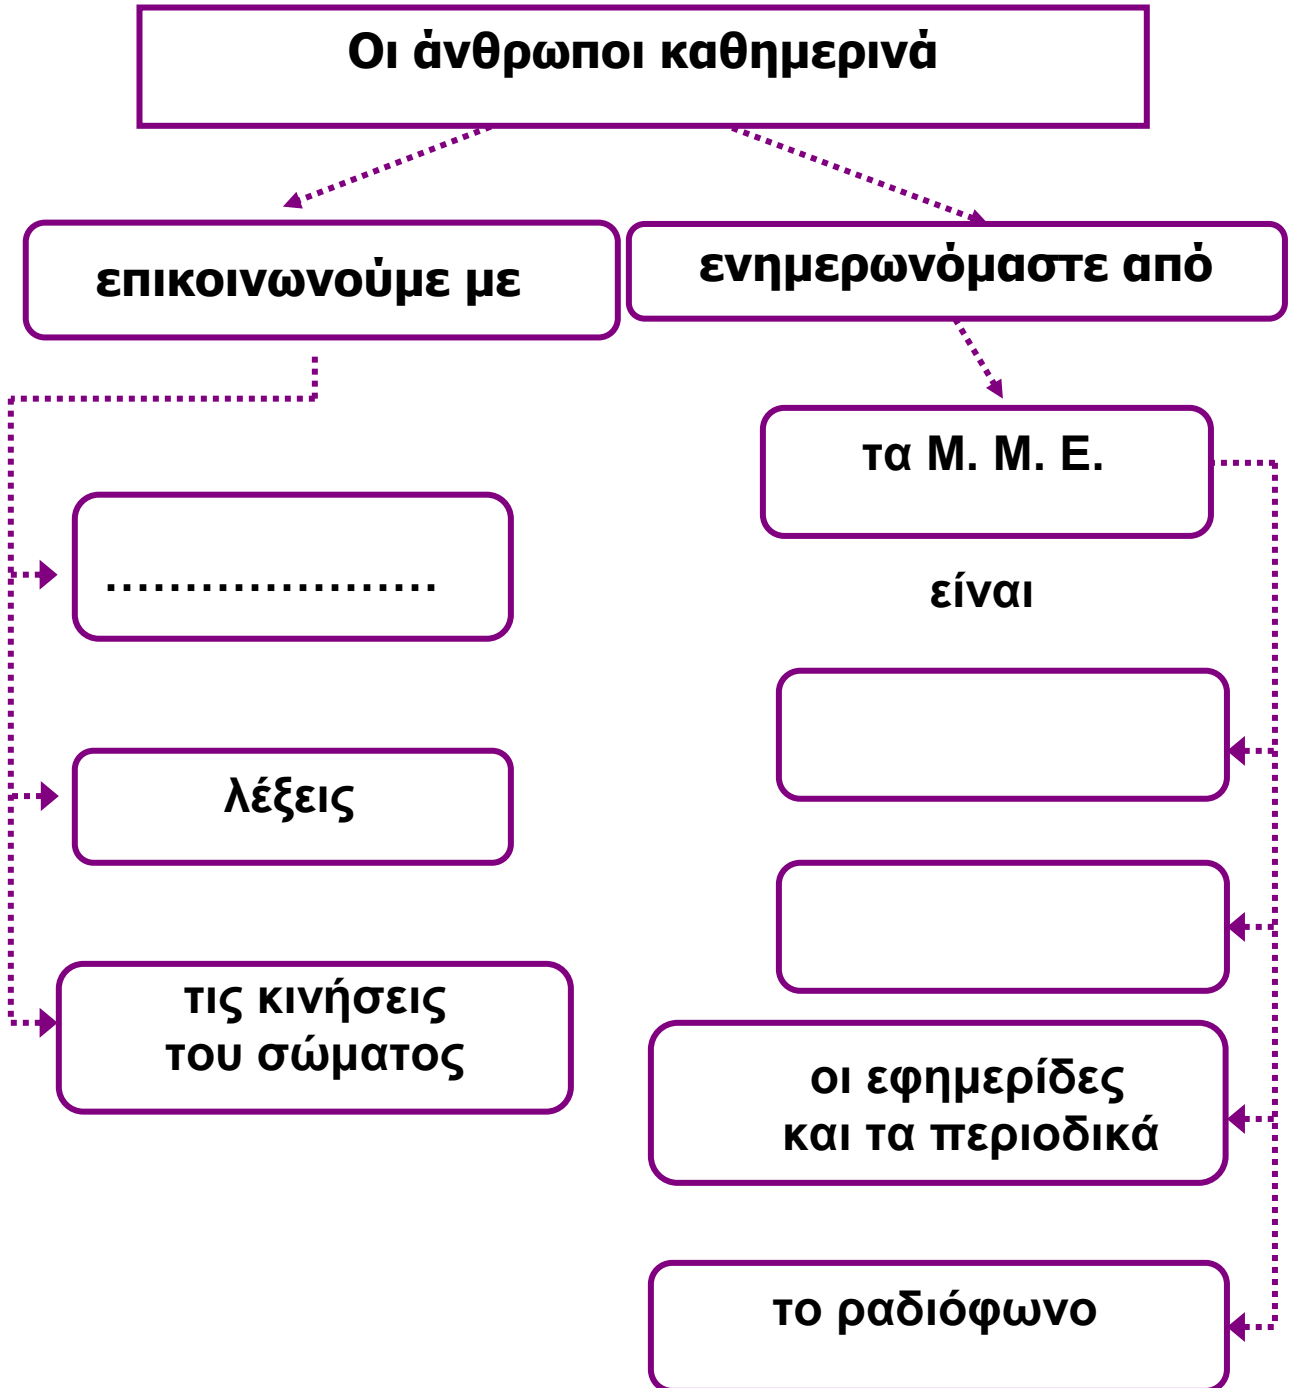 Οι άνθρωποι καθημερινά
επικοινωνούμε με
ενημερωνόμαστε από
τα Μ. Μ. Ε.
είναι
.....................
λέξεις
τις κινήσεις
του σώματος
οι εφημερίδες
και τα περιοδικά
το ραδιόφωνο